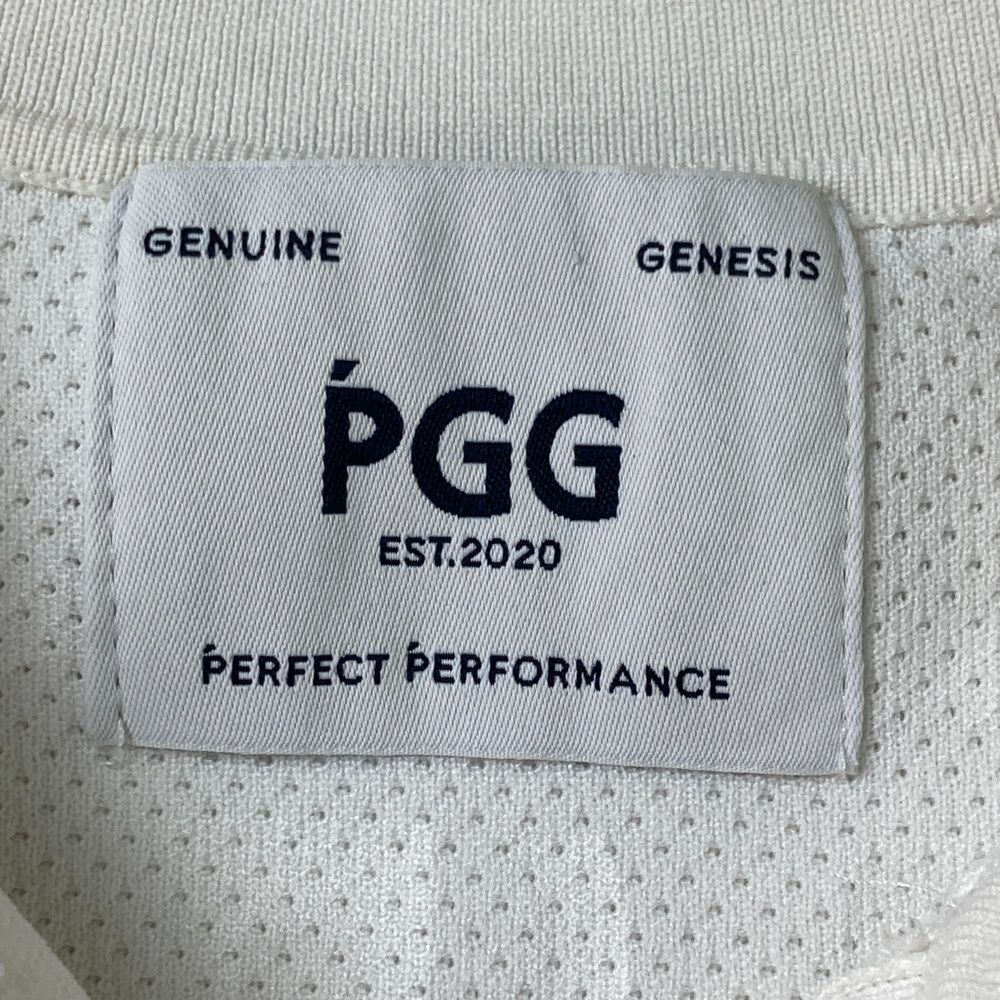 GENUINE GENESIS
ṔGG
EST.2020
ṔERFECT ṔERFORMANCE